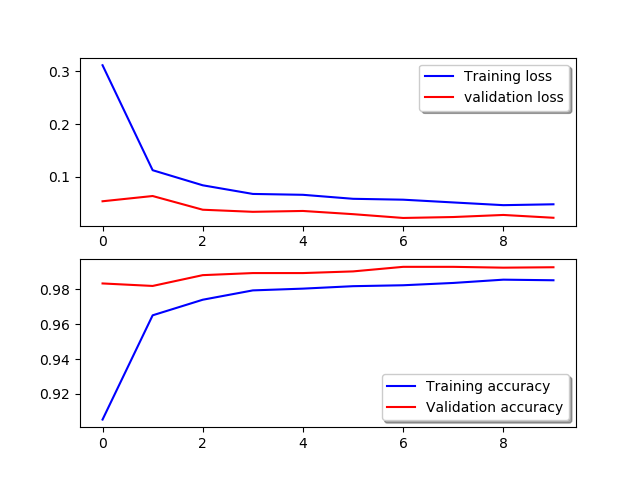 0.3
0.2
0.1
Training loss
validation loss
0 2 4 6 8
0.98
0.96
0.94
0.92
Training accuracy
Validation accuracy
0 2 4 6 8